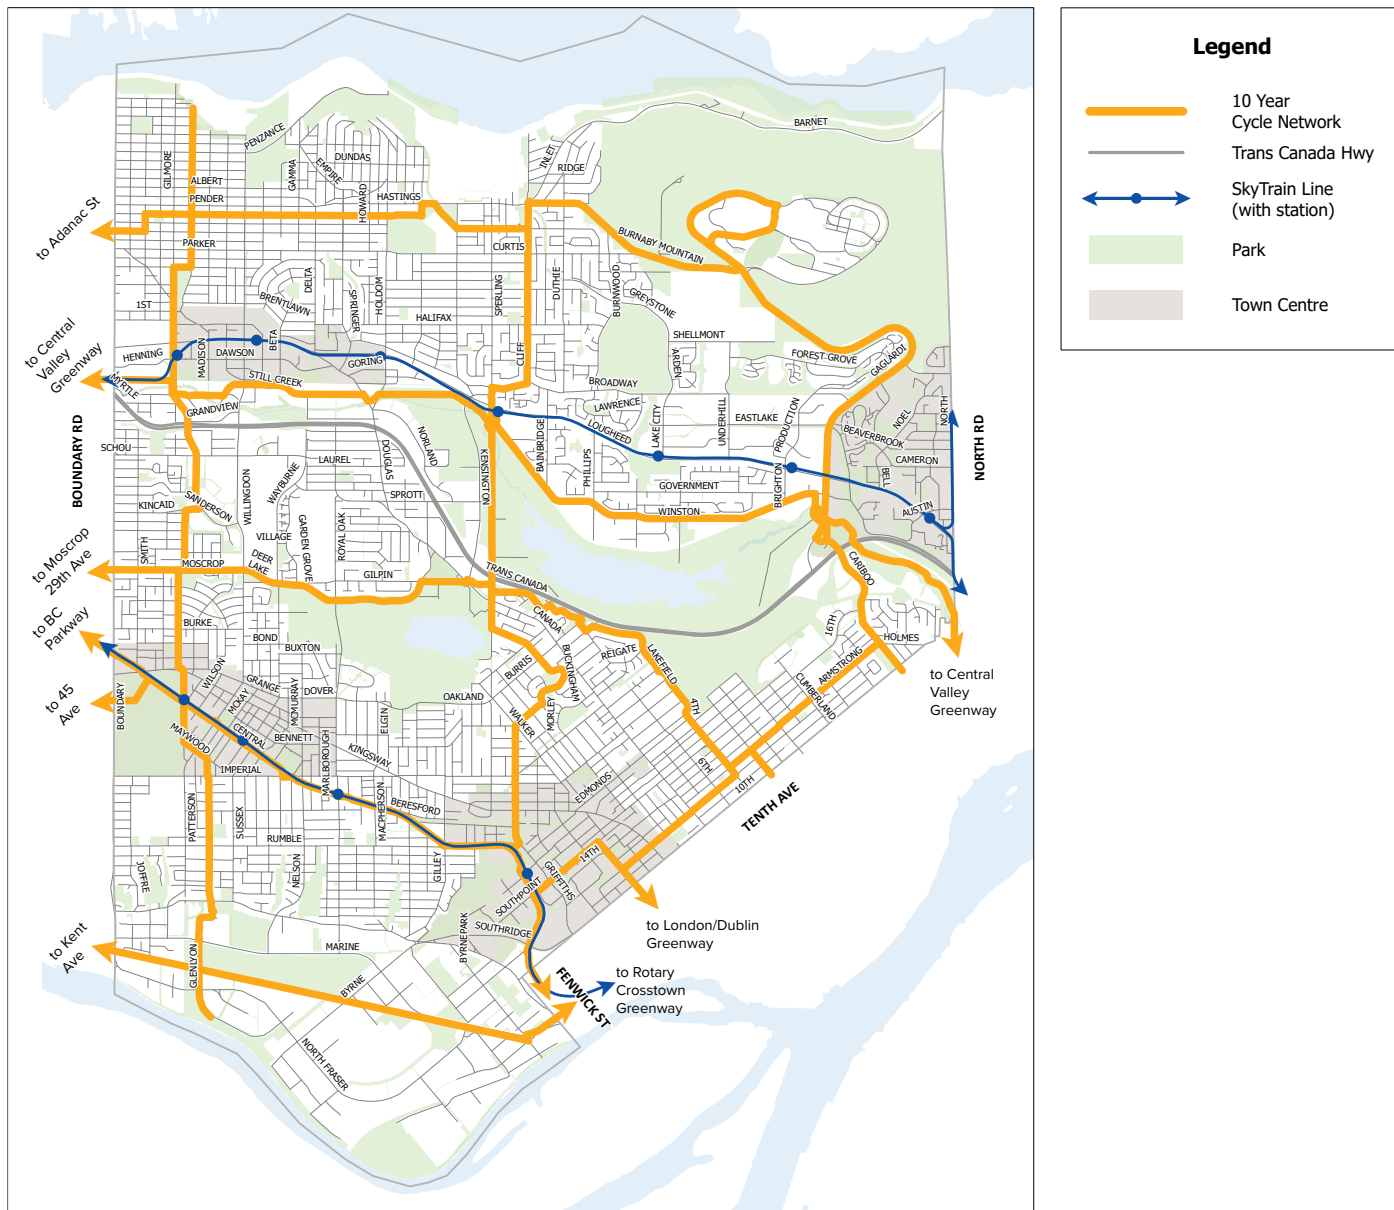 Legend
10 Year
Cycle Network
Trans Canada Hwy
SkyTrain Line
(with station)
Park
Town Centre
BARNET
PENZANCE
INLET
DUNDAS
RIDGE
GILMORE
GAMMA
EMPIRE
ALBERT
HOWARD
HASTINGS
PENDER
to Adanac St
PARKER
CURTIS
BURNABY MOUNTAIN
DELTA
SPRINGER
HOLDOM
SPERLING
DUTHIE
BURNWOOD
GREYSTONE
1ST
BRENTLAWN
HALIFAX
SHELLMONT
BETA
to Central
Valley
Greenway
HENNING
MADISON
DAWSON
GORING
CLIFF
ARDEN
FOREST GROVE
GAGLARDI
MYRTLE
STILL CREEK
BROADWAY
GRANDVIEW
LAWRENCE
LAKE CITY
UNDERHILL
EASTLAKE
PRODUCTION
NOEL
NORTH
BOUNDARY RD
NORTH RD
SCHOU
NORLAND
DOUGLAS
KENSINGTON
BAINBRIDGE
LOUGHEED
BEAVERBROOK
LAUREL
CAMERON
WILLINGDON
WAYBURNE
PHILLIPS
GOVERNMENT
BRIGHTON
BELL
KINCAID
SANDERSON
SPROTT
WINSTON
AUSTIN
SMITH
VILLAGE
GARDEN GROVE
ROYAL OAK
to Moscrop
29th Ave
MOSCROP
DEER
LAKE
GILPIN
TRANS CANADA
CARIBOO
to BC
Parkway
BURKE
BOND
BUXTON
CANADA
16TH
HOLMES
BURRIS
BUCKINGHAM
REIGATE
LAKEFIELD
ARMSTRONG
to 45
Ave
BOUNDARY
WILSON
GRANGE
MCKAY
MCMURRAY
DOVER
OAKLAND
MORLEY
CUMBERLAND
4TH
to Central
Valley
Greenway
MAYWOOD
CENTRAL
BENNETT
ELGIN
WALKER
KINGSWAY
IMPERIAL
MARLBOROUGH
6TH
10TH
EDMONDS
BERESFORD
MACPHERSON
TENTH AVE
PATTERSON
SUSSEX
RUMBLE
JOFFRE
NELSON
GILLEY
14TH
GRIFFITHS
SOUTHPOINT
BYRNEPARK
SOUTHRIDGE
to London/Dublin
Greenway
to Kent
Ave
MARINE
GLENLYON
BYRNE
FENWICK ST
to Rotary
Crosstown
Greenway
NORTH FRASER